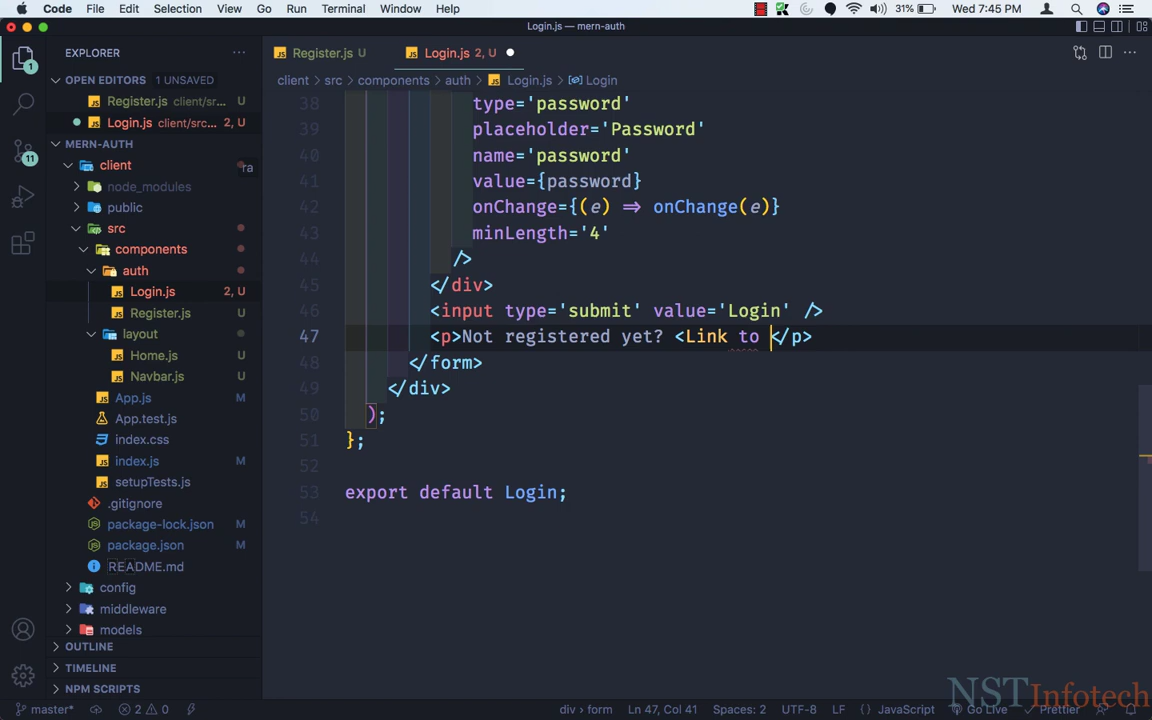 Code File Edit Selection View Go Run Terminal Window Help 31% Wed 7:45 PM
Login.js — mern-auth
EXPLORER
Register.js U
Login.js 2, U
OPEN EDITORS 1 UNSAVED
client > src > components > auth > Login.js > Login
Register.js client/sr... U
Login.js client/src... 2, U
MERN-AUTH
client
node_modules
public
src
components
auth
Login.js 2, U
Register.js U
layout
Home.js U
Navbar.js U
App.js M
App.test.js
index.css
index.js M
setupTests.js
.gitignore
package-lock.json M
package.json M
README.md
config
middleware
models
OUTLINE
TIMELINE
NPM SCRIPTS
1
11
ra
38 type='password'
39 placeholder='Password'
40 name='password'
41 value={password}
42 onChange={(e) => onChange(e)}
43 minLength='4'
44 />
45 </div>
46 <input type='submit' value='Login' />
47 <p>Not registered yet? <Link to </p>
48 </form>
49 </div>
50 );
51 };
52
53 export default Login;
54
NSTInfotech
master* 2 0 div > form Ln 47, Col 41 Spaces: 2 UTF-8 LF {} JavaScript Go Live Prettier